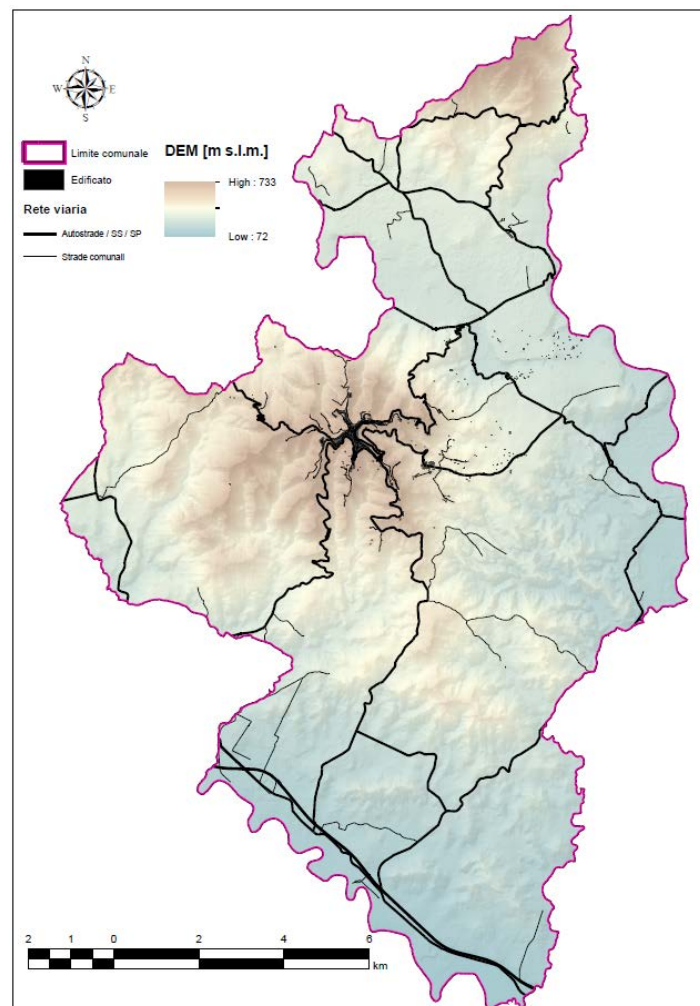 N
W E
S
Limite comunale
Edificato
Rete viaria
Autostrade / SS / SP
Strade comunali
DEM [m s.l.m.]
High : 733
Low : 72
2 1 0 2 4 6
km